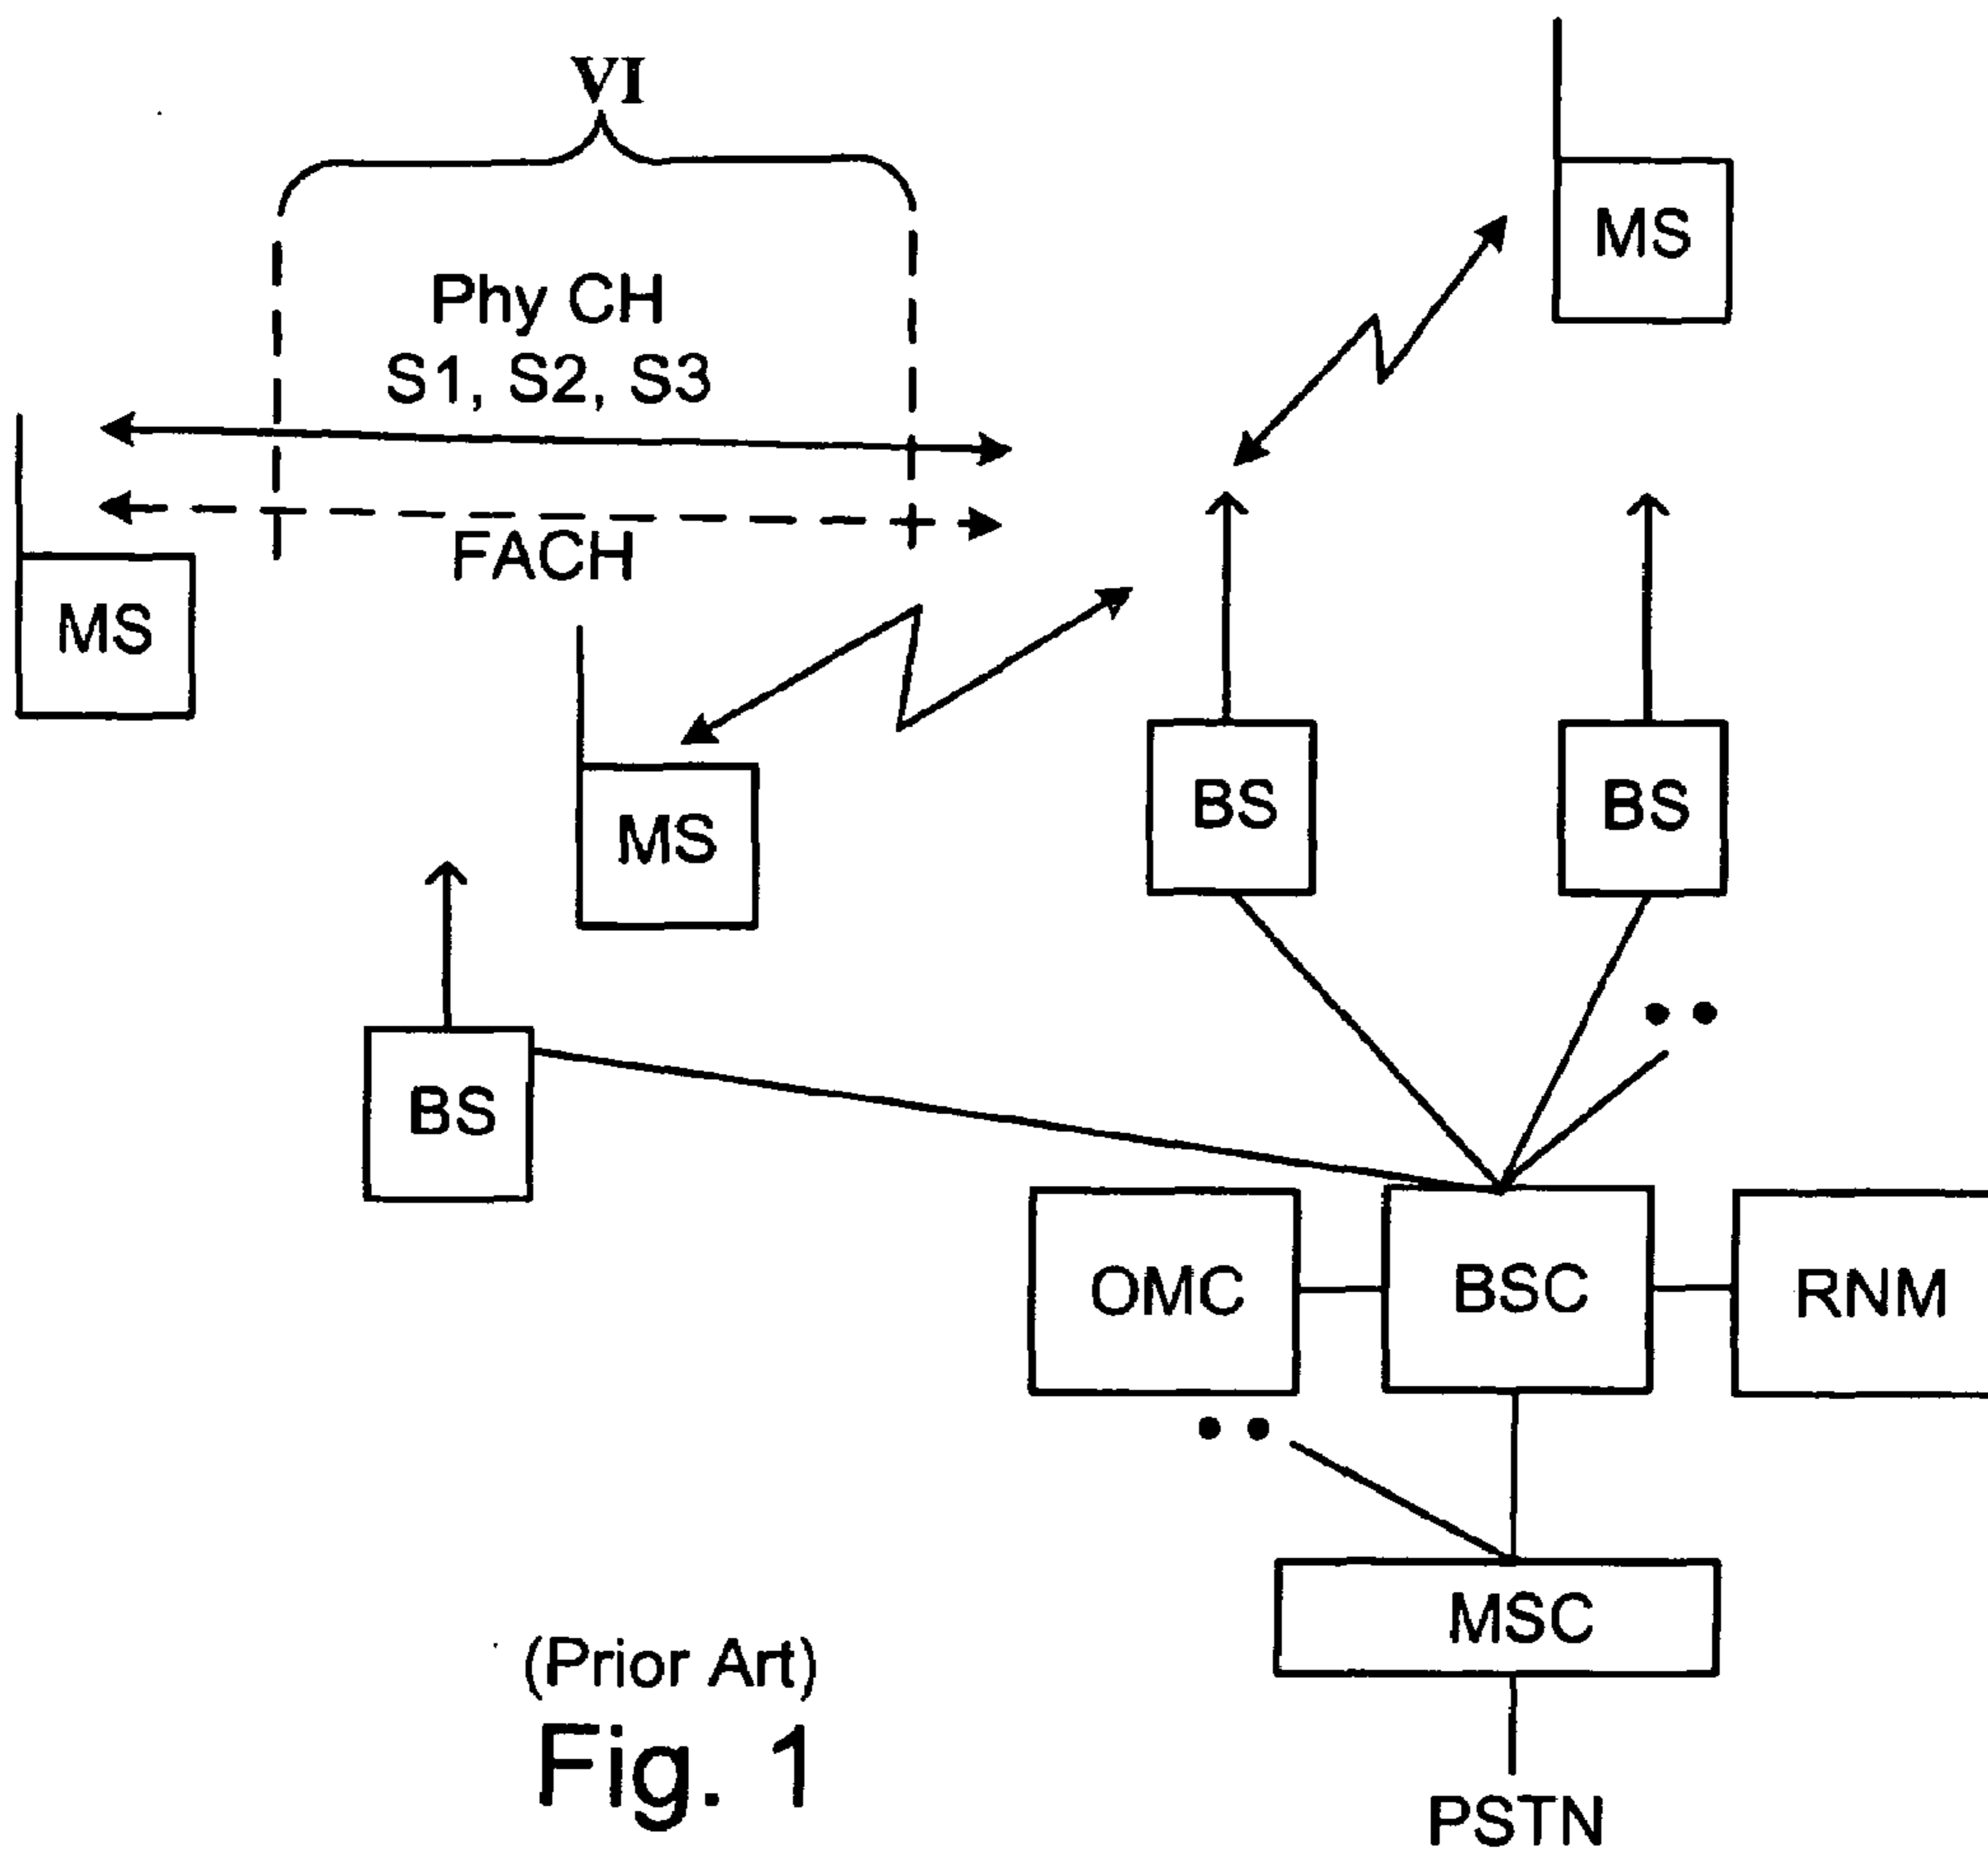 VI
MS
Phy CH
S1, S2, S3
FACH
MS
MS
BS
BS
BS
OMC
BSC
RNM
MSC
(Prior Art)
Fig. 1
PSTN